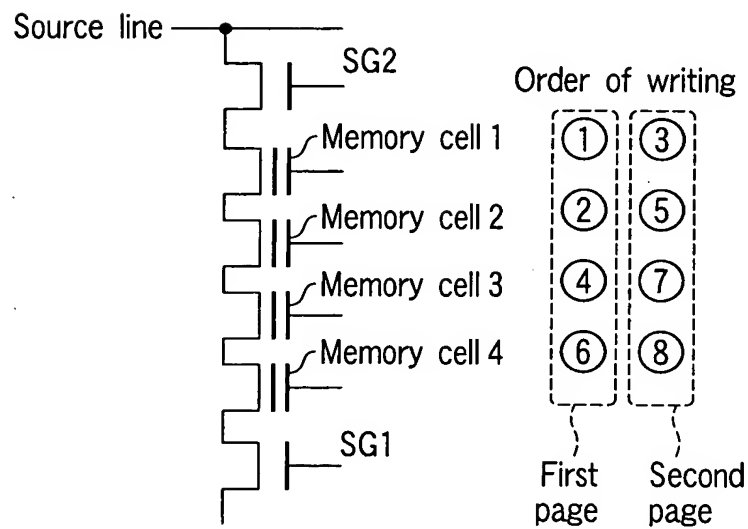 Source line
SG2
Order of writing
Memory cell 1
① ③
Memory cell 2
② ⑤
Memory cell 3
④ ⑦
Memory cell 4
⑥ ⑧
SG1
First
page
Second
page